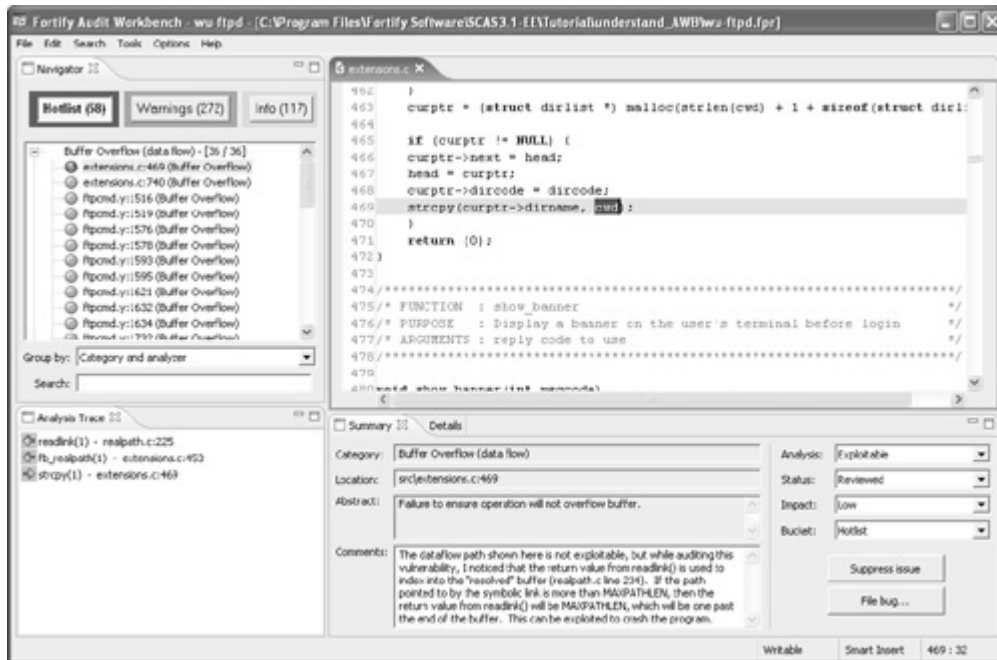 Fortify Audit Workbench - wu-ftpd - [C:\Program Files\Fortify Software\SCAS3.1-EE\Tutorial\understand_AWB\wu-ftpd.fpr]
File Edit Search Tools Options Help
Navigator
Hotlist (58) Warnings (272) Info (117)
Buffer Overflow (data flow) - [36 / 36]
extensions.c:469 (Buffer Overflow)
extensions.c:740 (Buffer Overflow)
ftpcmd.y:1516 (Buffer Overflow)
ftpcmd.y:1519 (Buffer Overflow)
ftpcmd.y:1576 (Buffer Overflow)
ftpcmd.y:1578 (Buffer Overflow)
ftpcmd.y:1593 (Buffer Overflow)
ftpcmd.y:1595 (Buffer Overflow)
ftpcmd.y:1621 (Buffer Overflow)
ftpcmd.y:1632 (Buffer Overflow)
ftpcmd.y:1634 (Buffer Overflow)
ftpcmd.y:1732 (Buffer Overflow)
Group by: Category and analyzer
Search:
extensions.c
462 }
463 curptr = (struct dirlist *) malloc(strlen(cwd) + 1 + sizeof(struct dirl
464
465 if (curptr != NULL) {
466 curptr->next = head;
467 head = curptr;
468 curptr->dircode = dircode;
469 strcpy(curptr->dirname, cwd);
470 }
471 return (0);
472 }
473
474 /*************************************************************************/
475 /* FUNCTION : show_banner */
476 /* PURPOSE : Display a banner on the user's terminal before login */
477 /* ARGUMENTS : reply code to use */
478 /*************************************************************************/
479
480 void show_banner(int msgcode)
Analysis Trace
readlink(1) - realpath.c:225
fb_realpath(1) - extensions.c:453
strcpy(1) - extensions.c:469
Summary Details
Category: Buffer Overflow (data flow)
Location: src\extensions.c:469
Abstract: Failure to ensure operation will not overflow buffer.
Comments: The dataflow path shown here is not exploitable, but while auditing this
vulnerability, I noticed that the return value from readlink() is used to
index into the "resolved" buffer (realpath.c line 234). If the path
pointed to by the symbolic link is more than MAXPATHLEN, then the
return value from readlink() will be MAXPATHLEN, which will be one past
the end of the buffer. This can be exploited to crash the program.
Analysis: Exploitable
Status: Reviewed
Impact: Low
Bucket: Hotlist
Suppress issue
File bug...
Writable Smart Insert 469 : 32